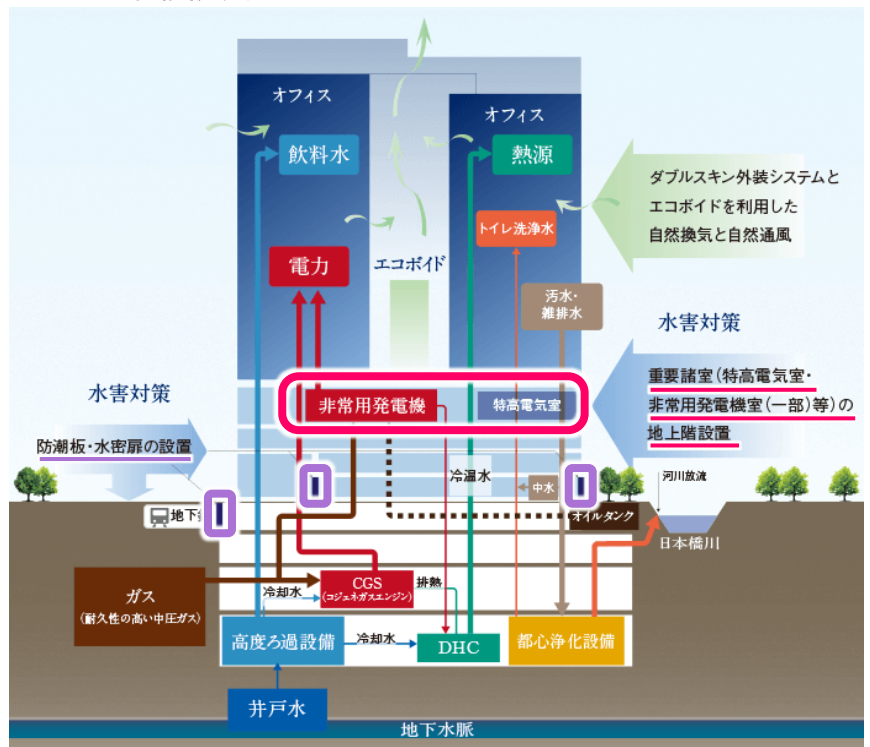 オフィス
オフィス
飲料水
熱源
ダブルスキン外装システムと
エコボイドを利用した
自然換気と自然通風
トイレ洗浄水
電力
エコボイド
汚水・
雑排水
水害対策
重要諸室(特高電気室・
非常用発電機室(一部)等)の
地上階設置
水害対策
防潮板・水密扉の設置
非常用発電機
特高電気室
冷温水
中水
河川放流
地下
オイルタンク
日本橋川
ガス
(耐久性の高い中圧ガス)
冷却水
CGS
(コジェネガスエンジン)
排熱
高度ろ過設備
冷却水
DHC
都心浄化設備
井戸水
地下水脈